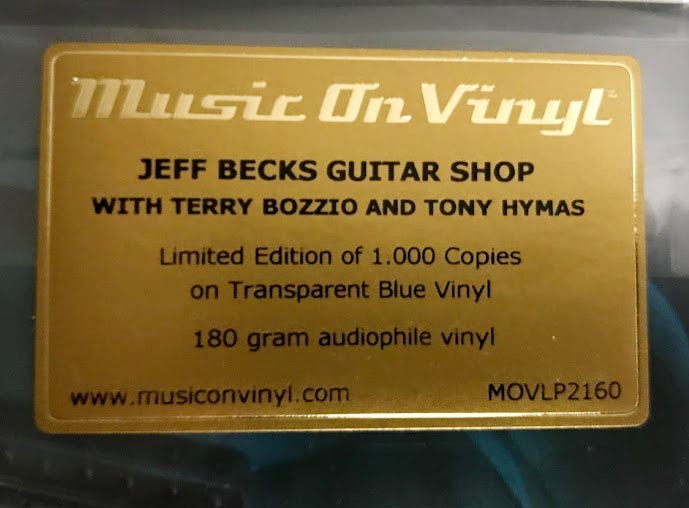 Music On Vinyl
JEFF BECKS GUITAR SHOP
WITH TERRY BOZZIO AND TONY HYMAS
Limited Edition of 1.000 Copies
on Transparent Blue Vinyl
180 gram audiophile vinyl
www.musiconvinyl.com MOVLP2160